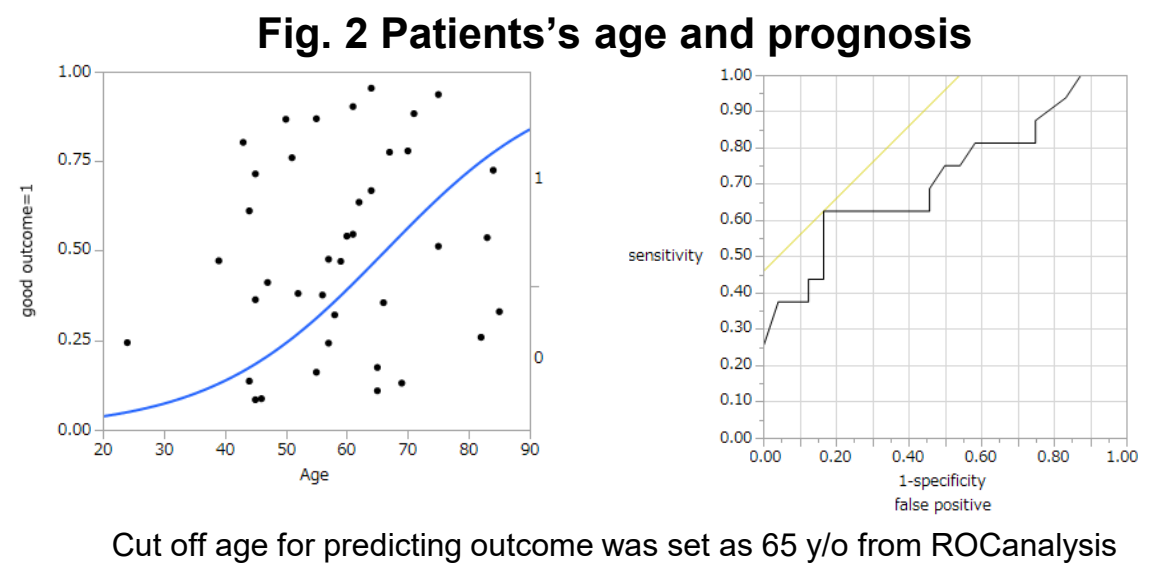 Fig. 2 Patients’s age and prognosis
1.00
0.75
0.50
0.25
0.00
good outcome=1
1
0
20 30 40 50 60 70 80 90
Age
1.00
0.90
0.80
0.70
0.60
0.50
0.40
0.30
0.20
0.10
0.00
sensitivity
0.00 0.20 0.40 0.60 0.80 1.00
1-specificity
false positive
Cut off age for predicting outcome was set as 65 y/o from ROCanalysis